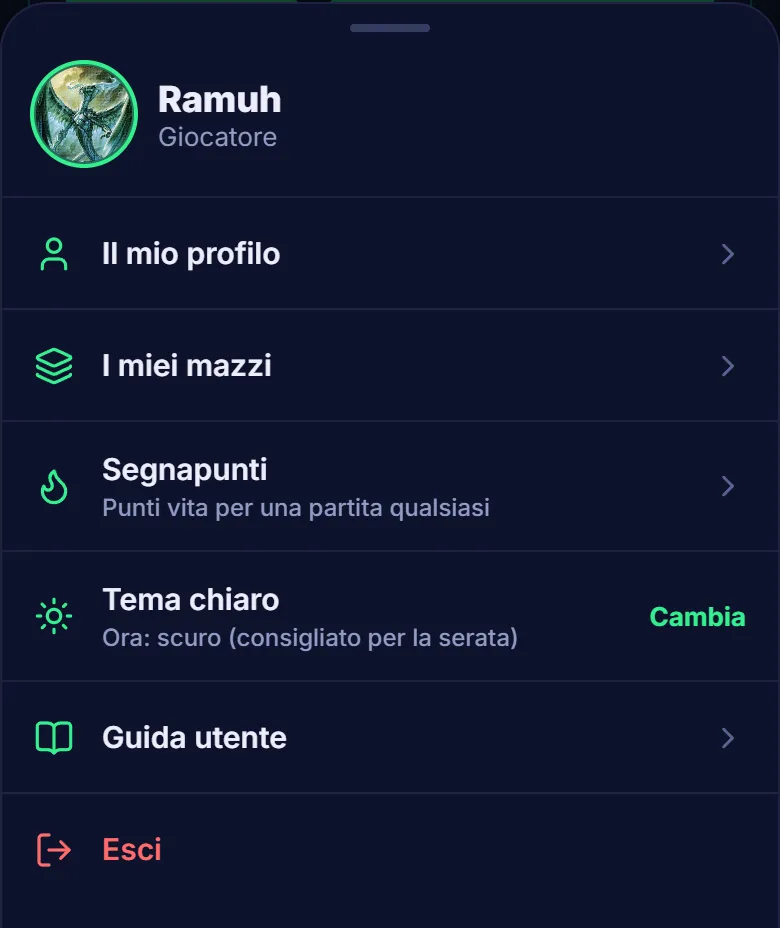 Ramuh
Giocatore
Il mio profilo
I miei mazzi
Segnapunti
Punti vita per una partita qualsiasi
Tema chiaro
Ora: scuro (consigliato per la serata)
Cambia
Guida utente
Esci